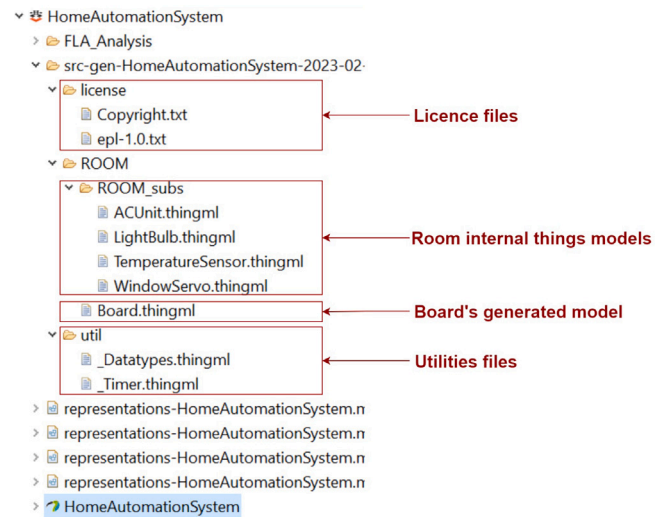 HomeAutomationSystem
FLA_Analysis
src-gen-HomeAutomationSystem-2023-02-
license
Copyright.txt
Licence files
epl-1.0.txt
ROOM
ROOM_subs
ACUnit.thingml
LightBulb.thingml
Room internal things models
TemperatureSensor.thingml
WindowServo.thingml
Board.thingml
Board's generated model
util
_Datatypes.thingml
Utilities files
_Timer.thingml
representations-HomeAutomationSystem.m
representations-HomeAutomationSystem.m
representations-HomeAutomationSystem.m
representations-HomeAutomationSystem.m
HomeAutomationSystem